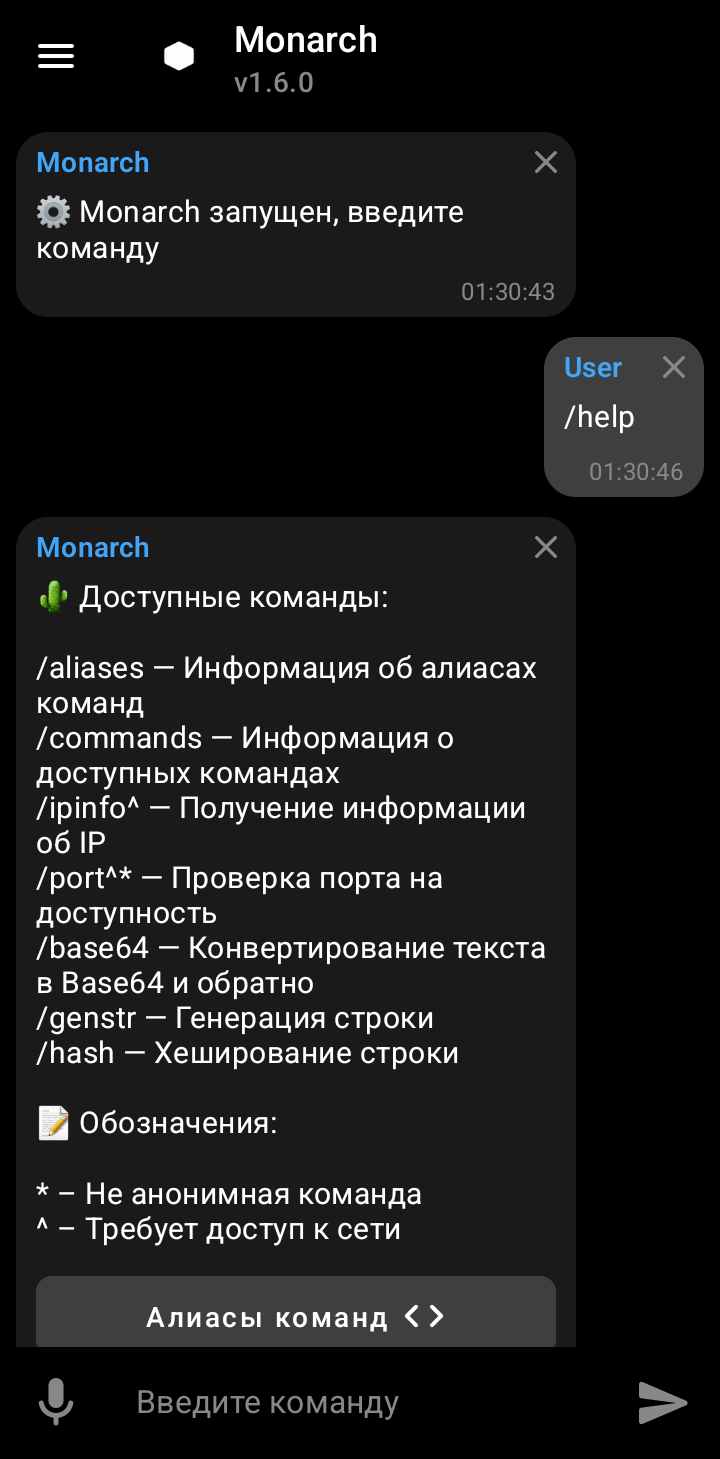 Monarch
v1.6.0
Monarch
⚙️ Monarch запущен, введите
команду
01:30:43
User
/help
01:30:46
Monarch
🌵 Доступные команды:
/aliases — Информация об алиасах
команд
/commands — Информация о
доступных командах
/ipinfo^ — Получение информации
об IP
/port^* — Проверка порта на
доступность
/base64 — Конвертирование текста
в Base64 и обратно
/genstr — Генерация строки
/hash — Хеширование строки
📝 Обозначения:
* – Не анонимная команда
^ – Требует доступ к сети
Алиасы команд <>
Введите команду